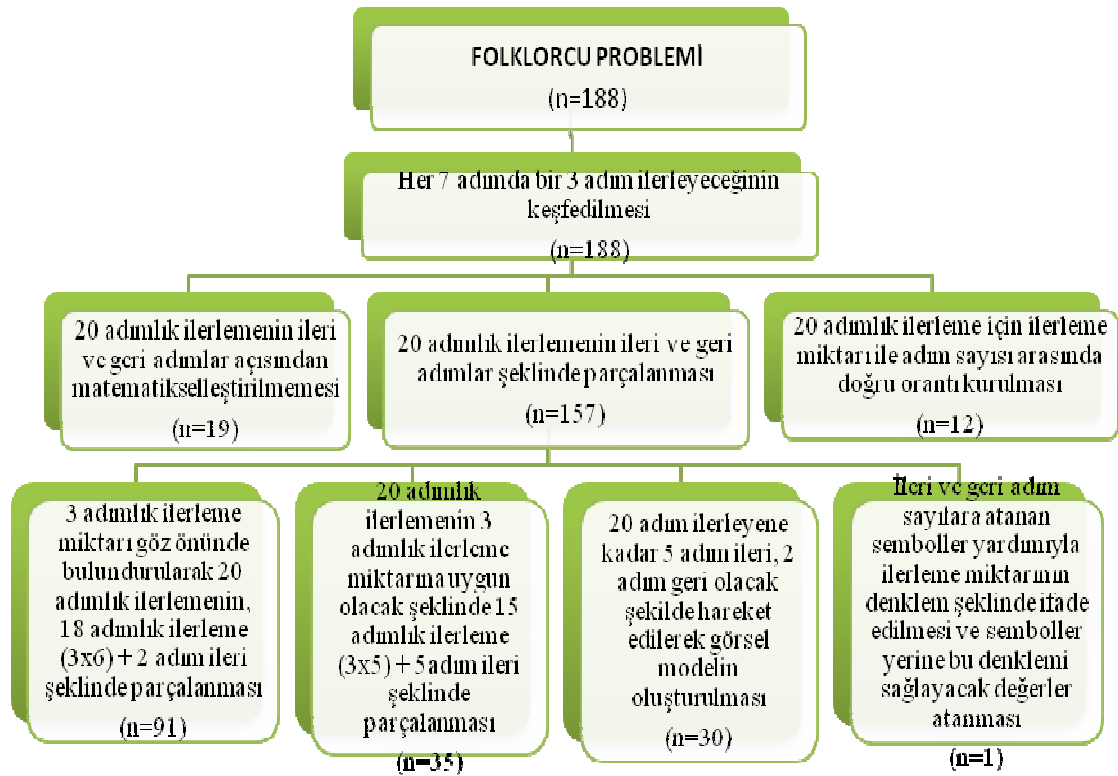 FOLKLORCU PROBLEMİ
(n=188)
Her 7 adımda bir 3 adım ilerleyeceğinin
keşfedilmesi
(n=188)
20 adımlık ilerlemenin ileri
ve geri adımlar açısından
matematikselleştirilmemesi
(n=19)
20 adımlık ilerlemenin ileri ve geri
adımlar şeklinde parçalanması
(n=157)
20 adımlık ilerleme için ilerleme
miktarı ile adım sayısı arasında
doğru orantı kurulması
(n=12)
3 adımlık ilerleme
miktarı göz önünde
bulundurularak 20
adımlık ilerlemenin,
18 adımlık ilerleme
(3x6) + 2 adım ileri
şeklinde parçalanması
(n=91)
20 adımlık
ilerlemenin 3
adımlık ilerleme
miktarına uygun
olacak şeklinde 15
adımlık ilerleme
(3x5) + 5 adım ileri
şeklinde
parçalanması
(n=35)
20 adım ilerleyene
kadar 5 adım ileri, 2
adım geri olacak
şekilde hareket
edilerek görsel
modelin
oluşturulması
(n=30)
İleri ve geri adım
sayılara atanan
semboller yardımıyla
ilerleme miktarının
denklem şeklinde ifade
edilmesi ve semboller
yerine bu denklemi
sağlayacak değerler
atanması
(n=1)